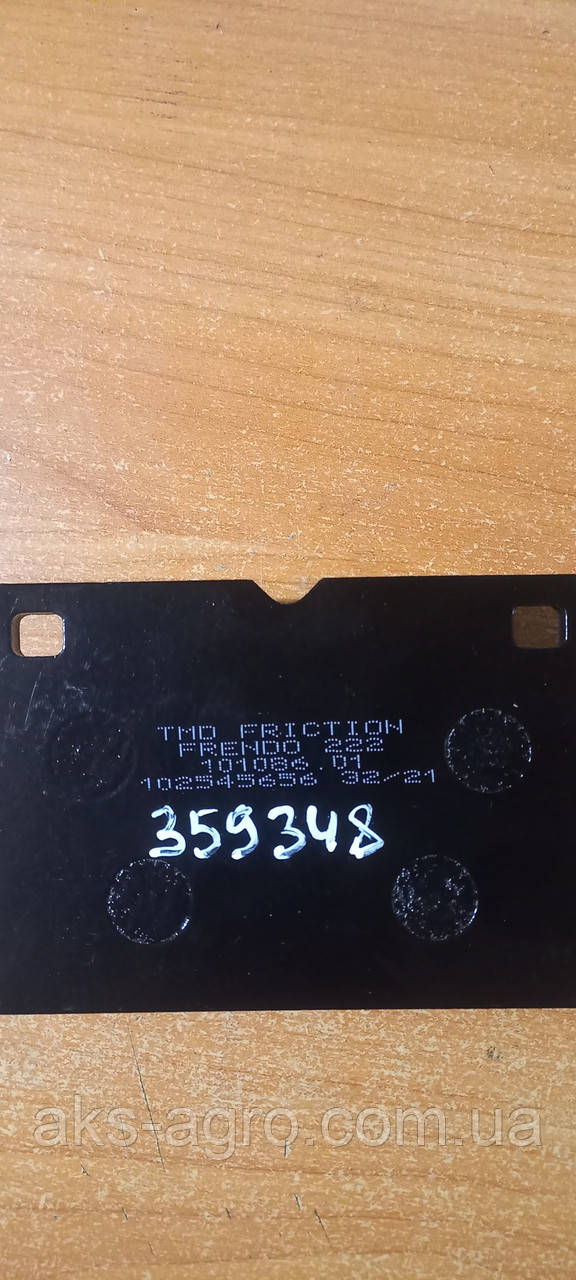 TMD FRICTION
FRENDO 222
101086 01
102545656 32/21
359348
aks-agro.com.ua